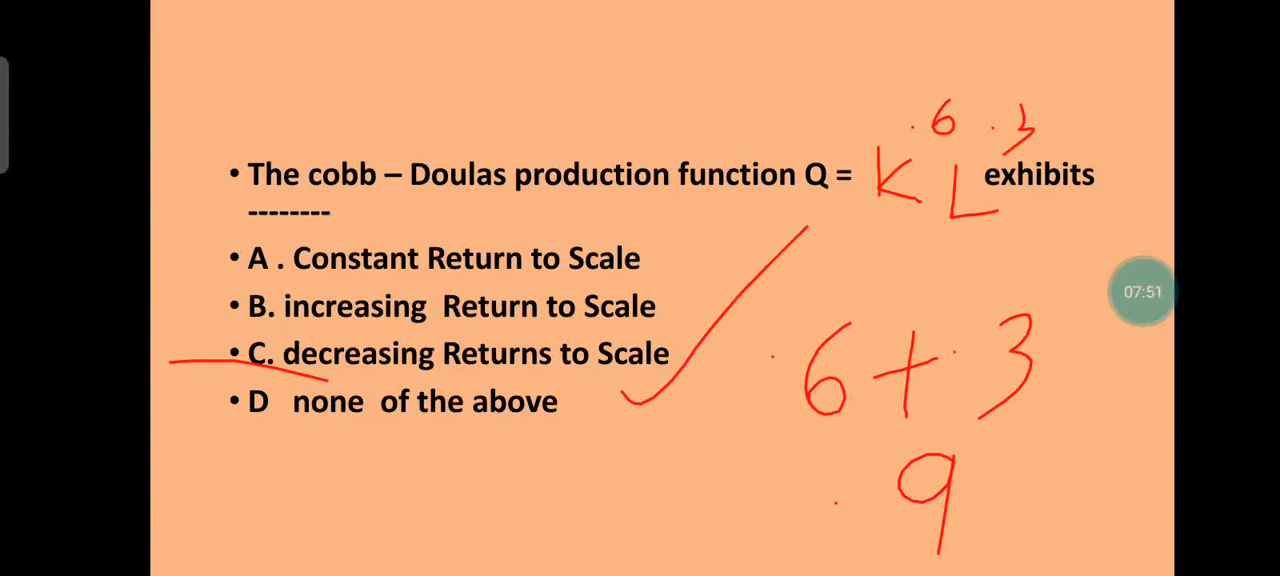 .6 .3
• The cobb – Doulas production function Q = K L exhibits
--------
• A . Constant Return to Scale
• B. increasing Return to Scale
• C. decreasing Returns to Scale
• D none of the above
07:51
.6 + .3
.9